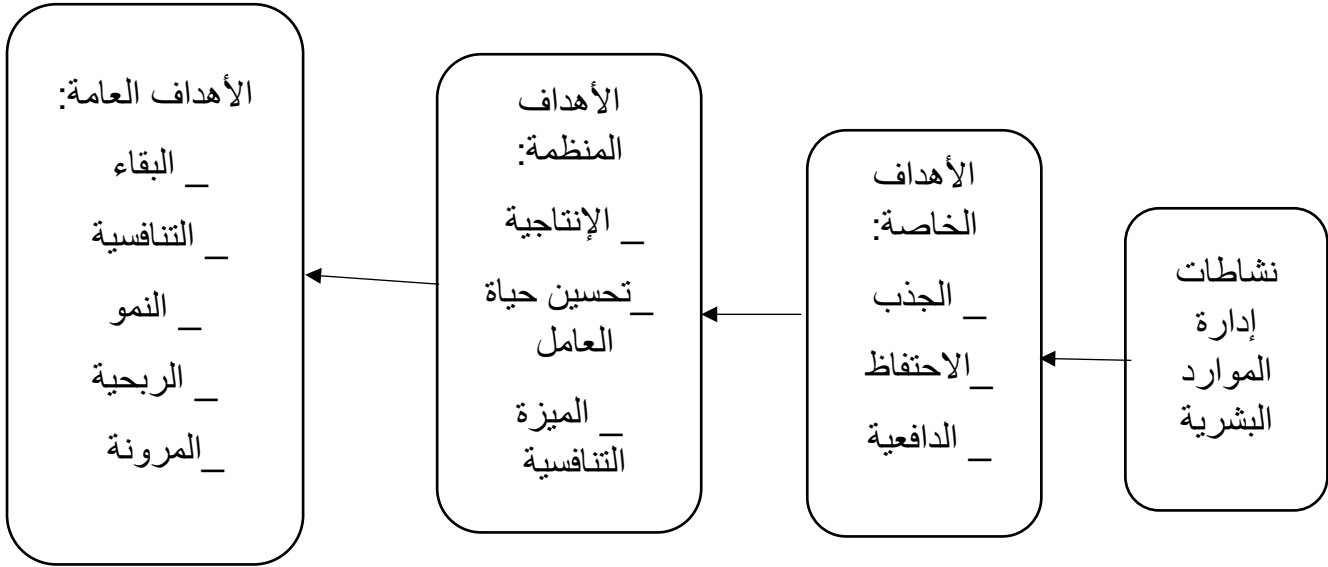 نشاطات
إدارة
الموارد
البشرية
الأهداف
الخاصة:
_ الجذب
_الاحتفاظ
_ الدافعية
الأهداف
المنظمة:
_ الإنتاجية
_تحسين حياة
العامل
_ الميزة
التنافسية
الأهداف العامة:
_ البقاء
_ التنافسية
_ النمو
_ الربحية
_المرونة